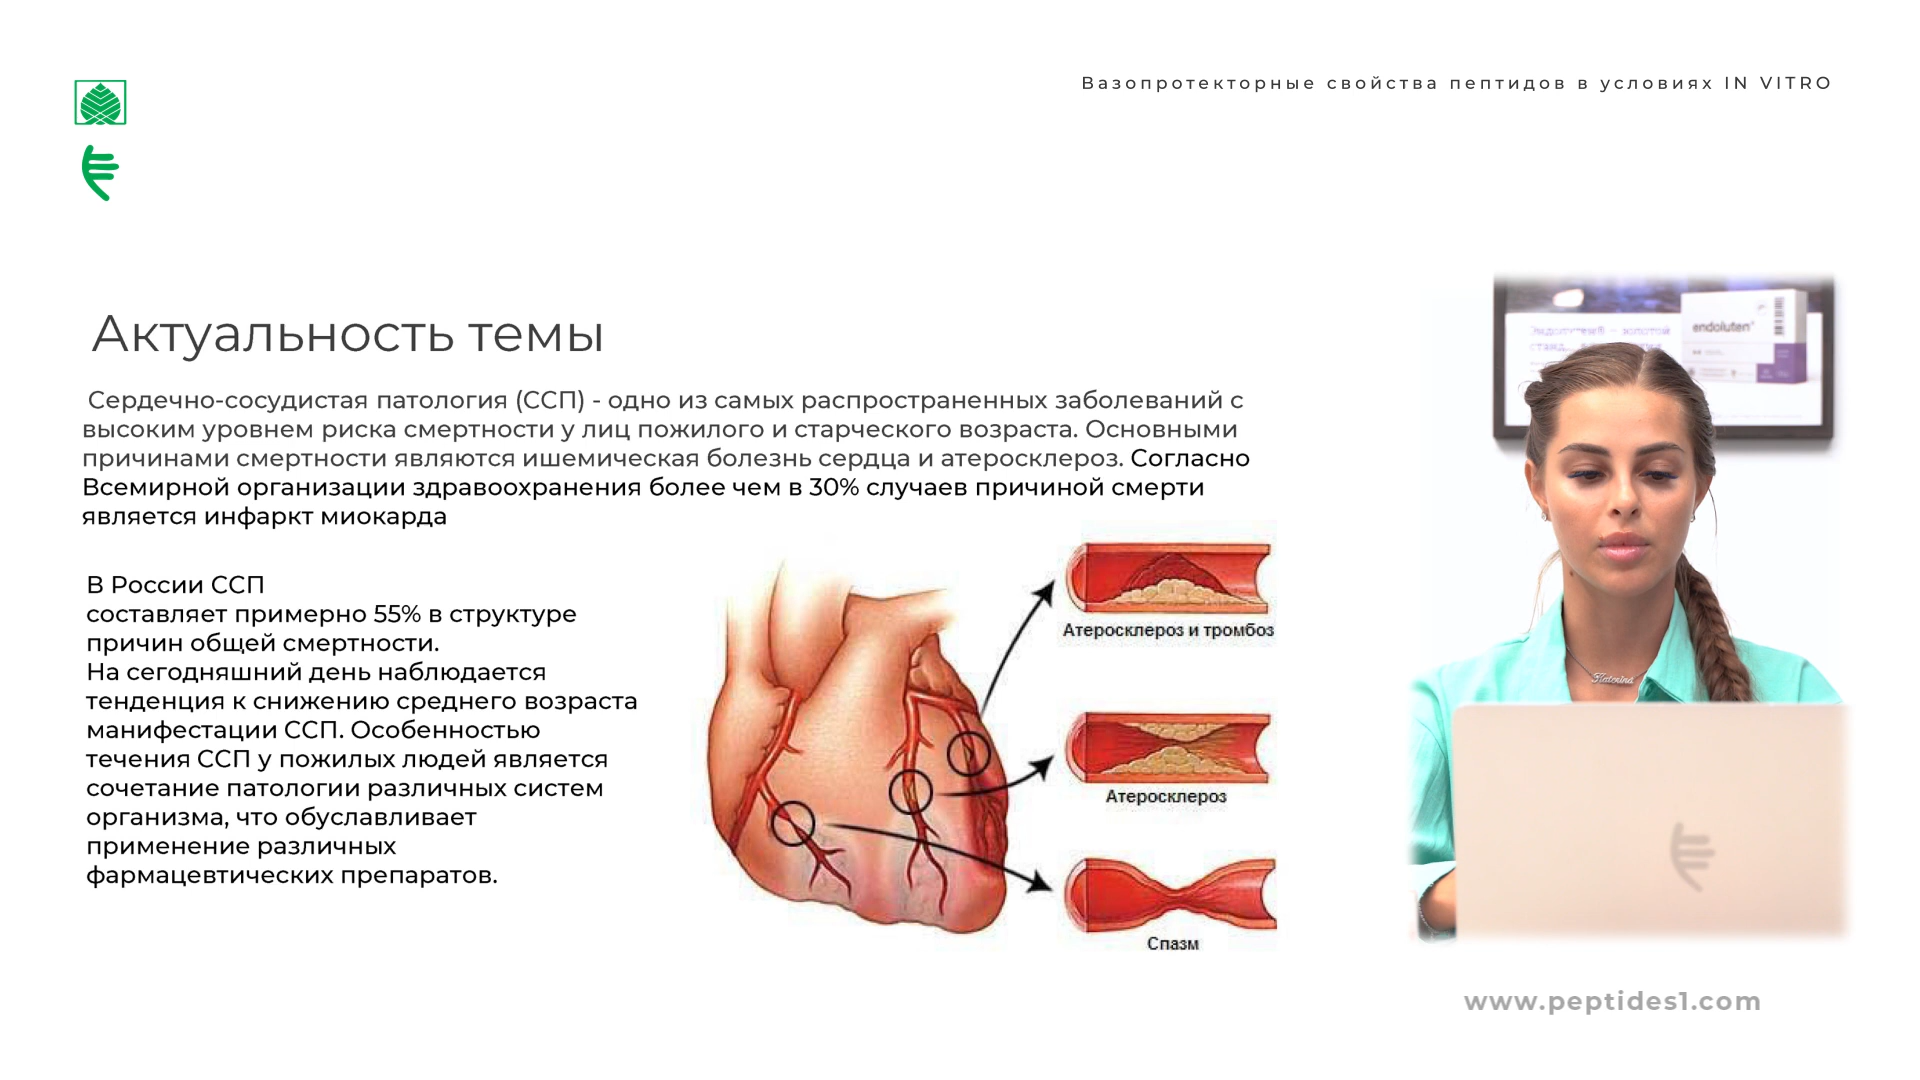 Вазопротекторные свойства пептидов в условиях IN VITRO
Актуальность темы
Сердечно-сосудистая патология (ССП) - одно из самых распространенных заболеваний с
высоким уровнем риска смертности у лиц пожилого и старческого возраста. Основными
причинами смертности являются ишемическая болезнь сердца и атеросклероз. Согласно
Всемирной организации здравоохранения более чем в 30% случаев причиной смерти
является инфаркт миокарда
В России ССП
составляет примерно 55% в структуре
причин общей смертности.
На сегодняшний день наблюдается
тенденция к снижению среднего возраста
манифестации ССП. Особенностью
течения ССП у пожилых людей является
сочетание патологии различных систем
организма, что обуславливает
применение различных
фармацевтических препаратов.
Атеросклероз и тромбоз
Атеросклероз
Спазм
endoluten®
Katerina
www.peptides1.com